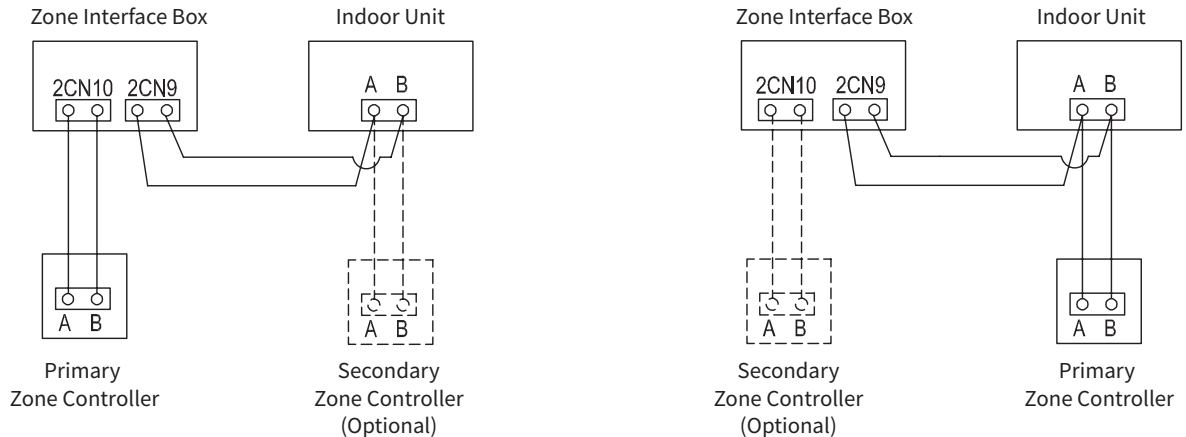 Zone Interface Box
Indoor Unit
2CN10 2CN9
A B
A B
A B
Primary
Zone Controller
Secondary
Zone Controller
(Optional)
Zone Interface Box
Indoor Unit
2CN10 2CN9
A B
A B
A B
Secondary
Zone Controller
(Optional)
Primary
Zone Controller